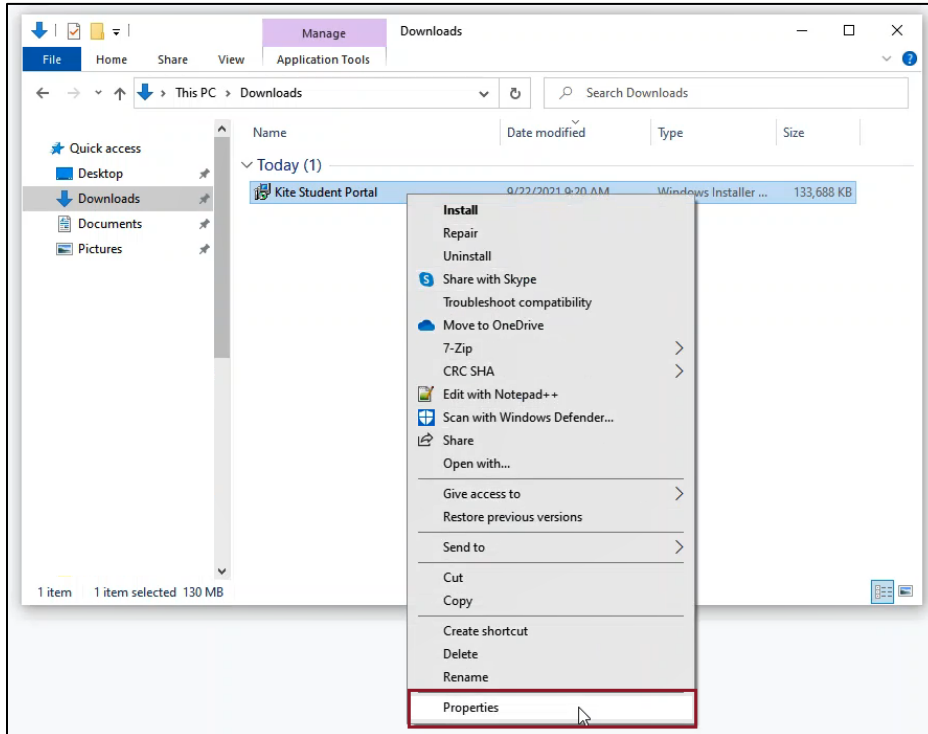 Manage
Downloads
File
Home
Share
View
Application Tools
This PC > Downloads
Search Downloads
Name
Date modified
Type
Size
Quick access
Desktop
Downloads
Documents
Pictures
Today (1)
Kite Student Portal
9/22/2021 9:20 AM
Windows Installer ...
133,688 KB
Install
Repair
Uninstall
Share with Skype
Troubleshoot compatibility
Move to OneDrive
7-Zip
CRC SHA
Edit with Notepad++
Scan with Windows Defender...
Share
Open with...
Give access to
Restore previous versions
Send to
Cut
Copy
Create shortcut
Delete
Rename
Properties
1 item
1 item selected 130 MB